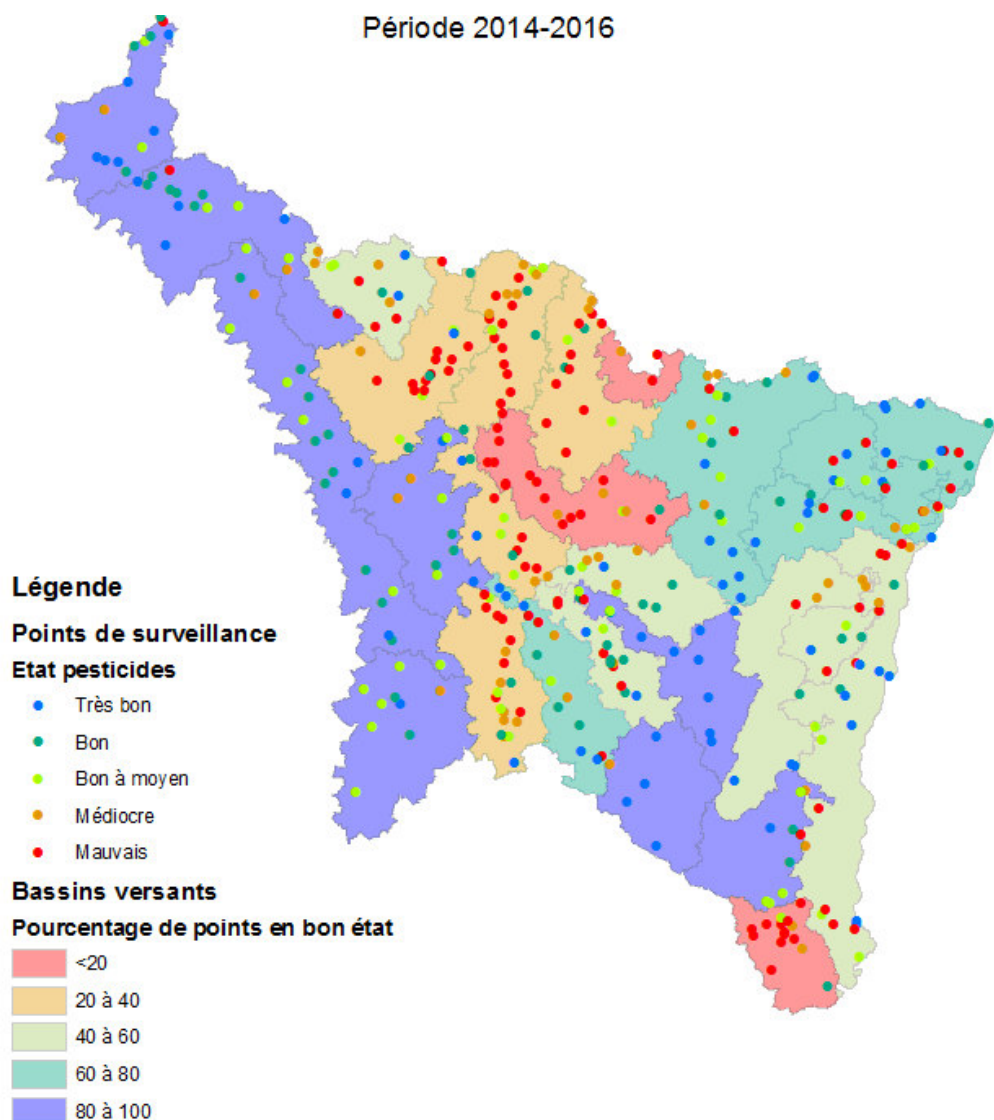 Période 2014-2016
Légende
Points de surveillance
Etat pesticides
Très bon
Bon
Bon à moyen
Médiocre
Mauvais
Bassins versants
Pourcentage de points en bon état
<20
20 à 40
40 à 60
60 à 80
80 à 100